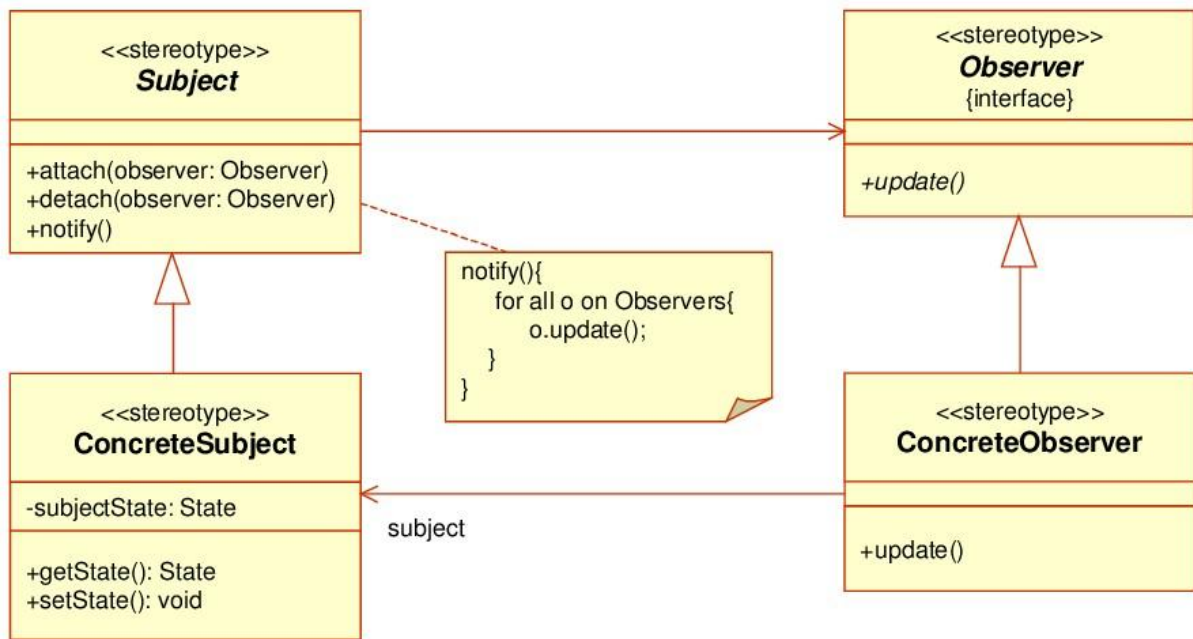 <<stereotype>>
Subject
+attach(observer: Observer)
+detach(observer: Observer)
+notify()
<<stereotype>>
Observer
{interface}
+update()
notify(){
for all o on Observers{
o.update();
}
}
<<stereotype>>
ConcreteSubject
-subjectState: State
+getState(): State
+setState(): void
subject
<<stereotype>>
ConcreteObserver
+update()